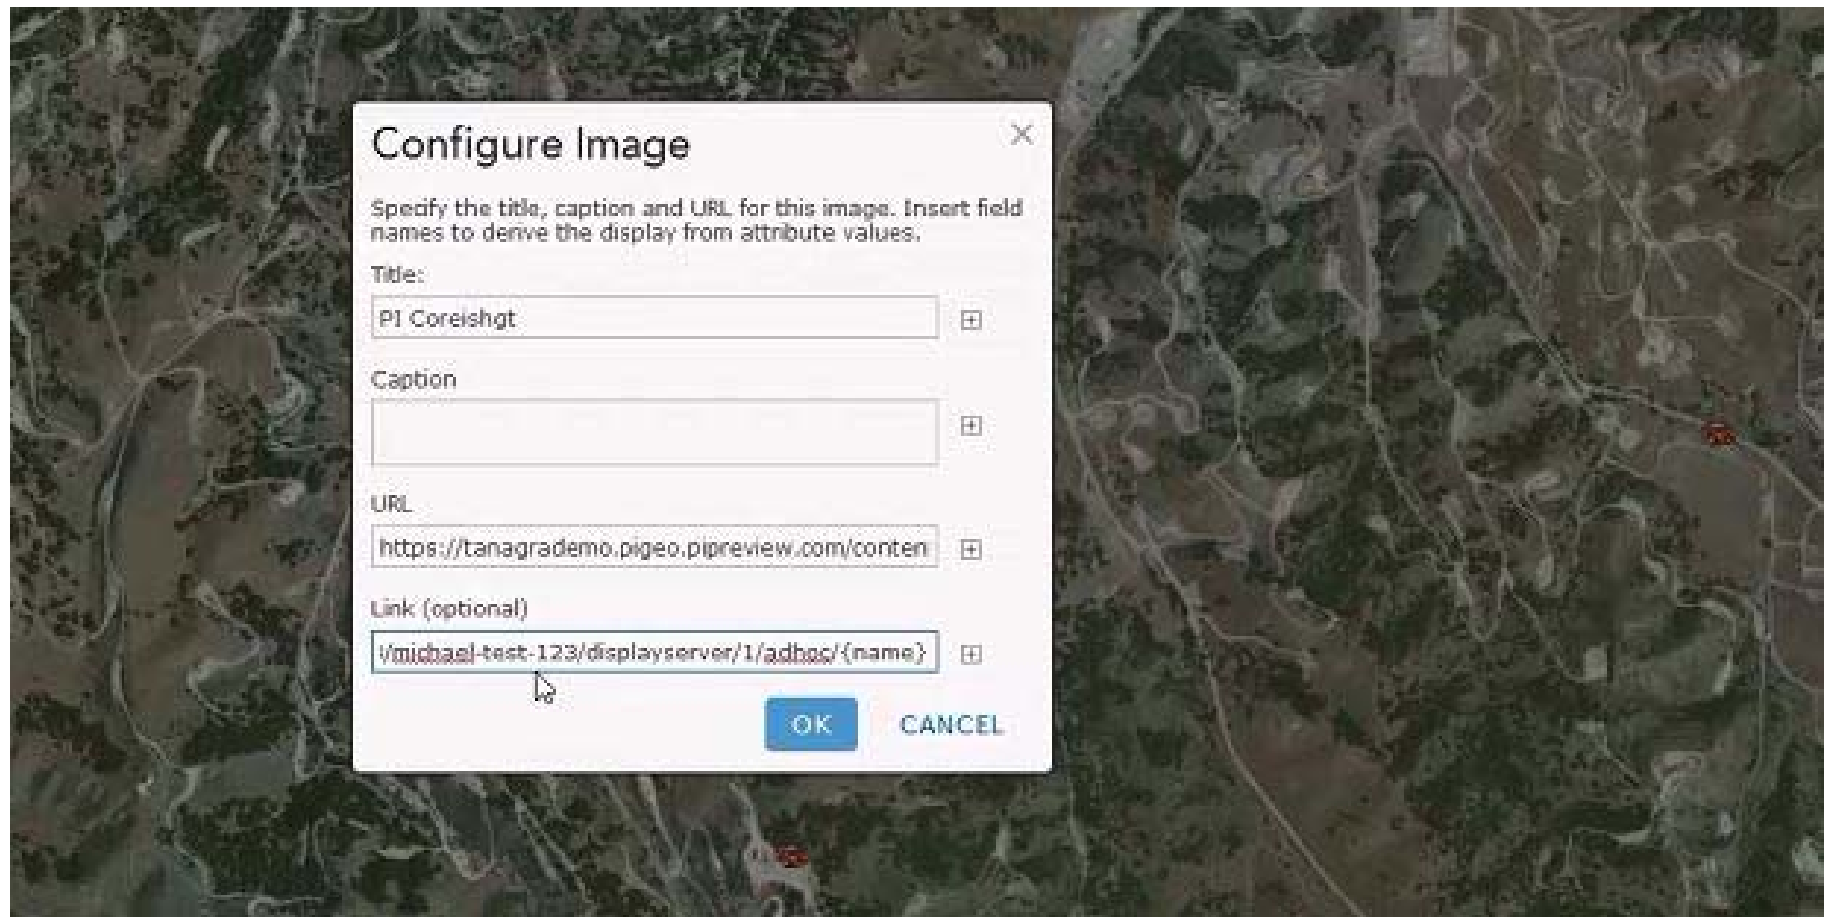 Configure Image
Specify the title, caption and URL for this image. Insert field
names to derive the display from attribute values.
Title:
PI Coreishgt
Caption
URL
https://tanagrademo.pigeo.pipreview.com/conten
Link (optional)
/michael-test-123/displayserver/1/adhoc/{name}
OK
CANCEL